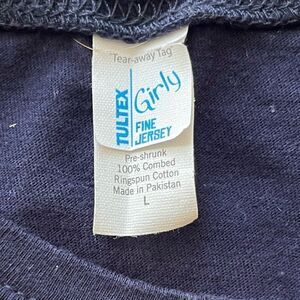 "Tear-away Tag"
TULTEX
Girly
FINE
JERSEY
Pre-shrunk
100% Combed
Ringspun Cotton
Made in Pakistan
L